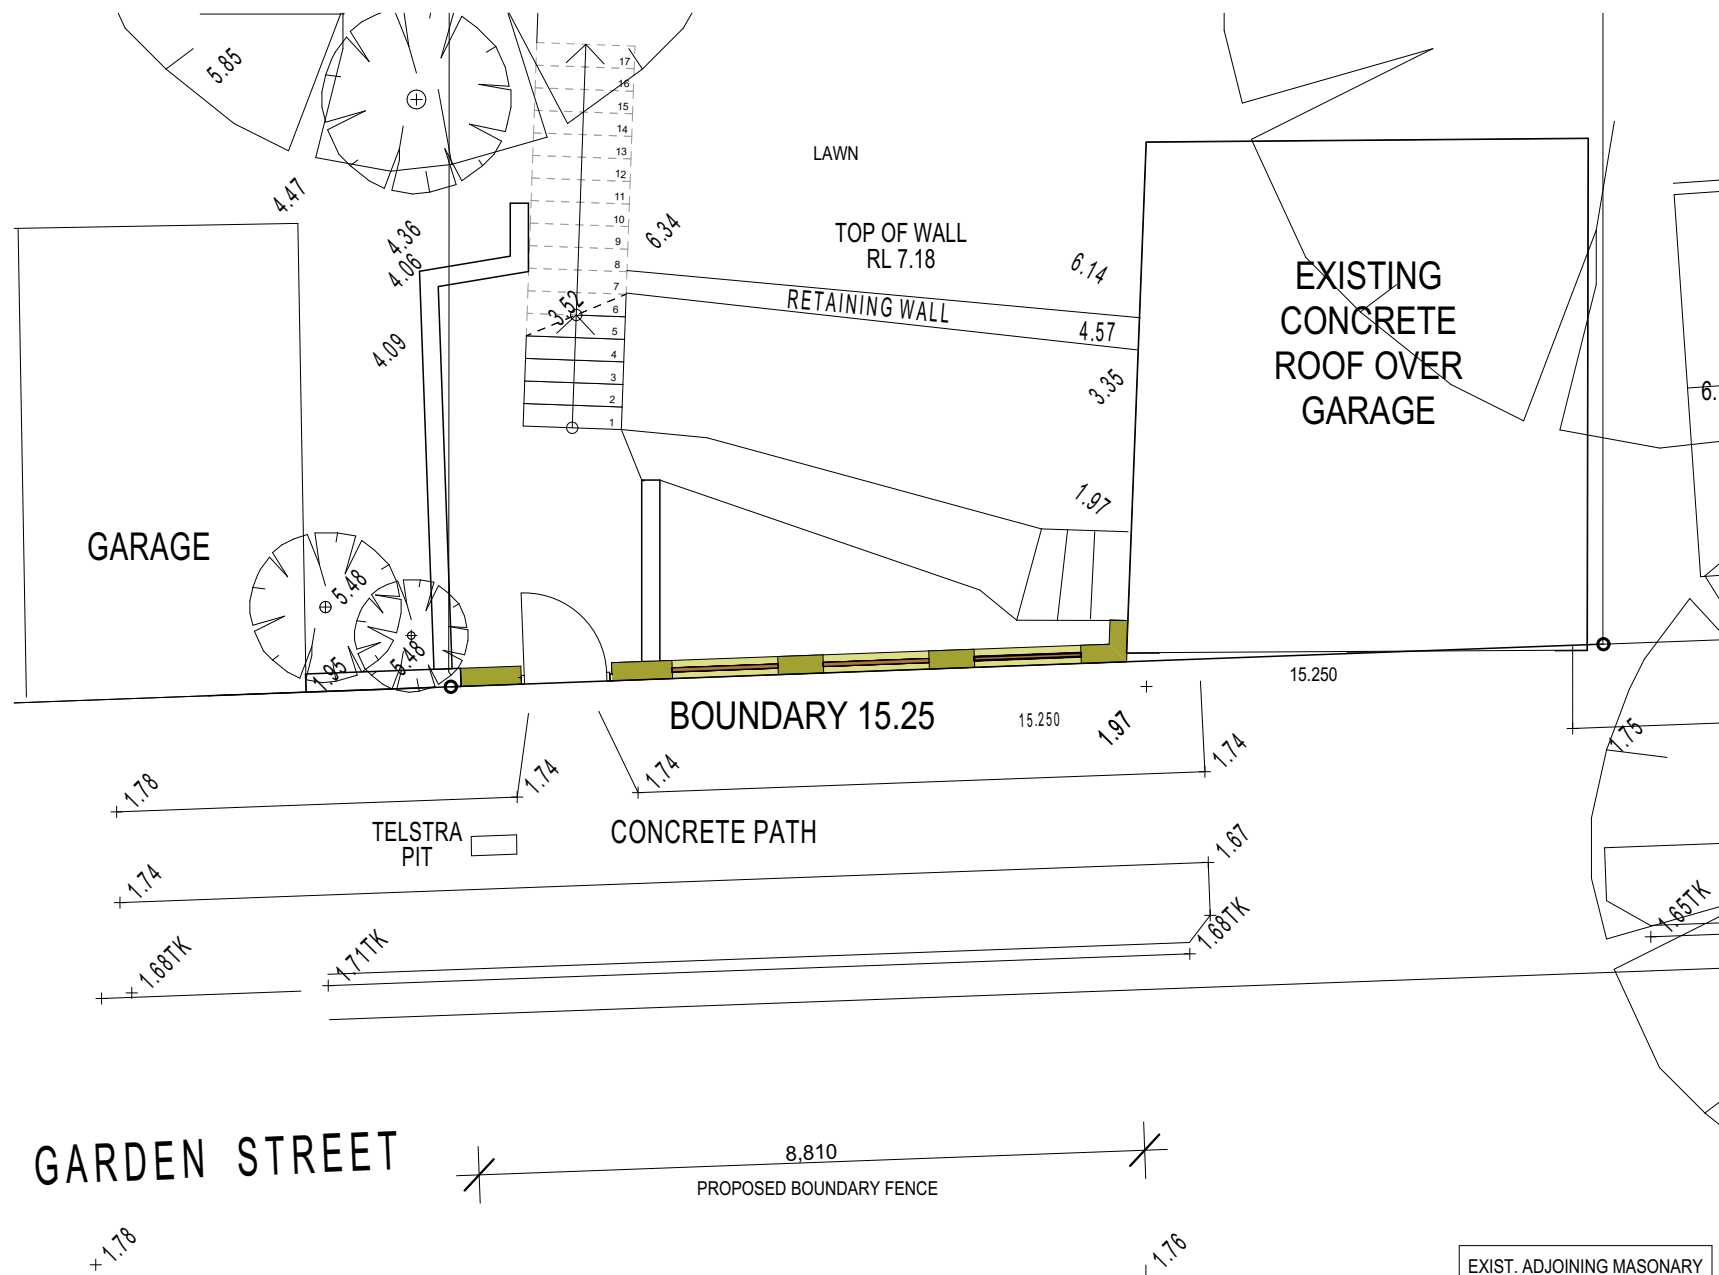 5.85
17
16
15
14
13
12
11
10
9
8
7
6
5
4
3
2
1
LAWN
4.47
4.36
4.06
4.09
3.52
6.34
TOP OF WALL
RL 7.18
6.14
RETAINING WALL
4.57
3.35
1.97
EXISTING
CONCRETE
ROOF OVER
GARAGE
6.
GARAGE
5.48
5.48
1.95
BOUNDARY 15.25
15.250
15.250
1.97
1.75
1.78
1.74
1.74
1.74
TELSTRA
PIT
CONCRETE PATH
1.74
1.67
1.68TK
1.71TK
1.68TK
1.65TK
GARDEN STREET
8,810
PROPOSED BOUNDARY FENCE
1.78
1.76
EXIST. ADJOINING MASONARY